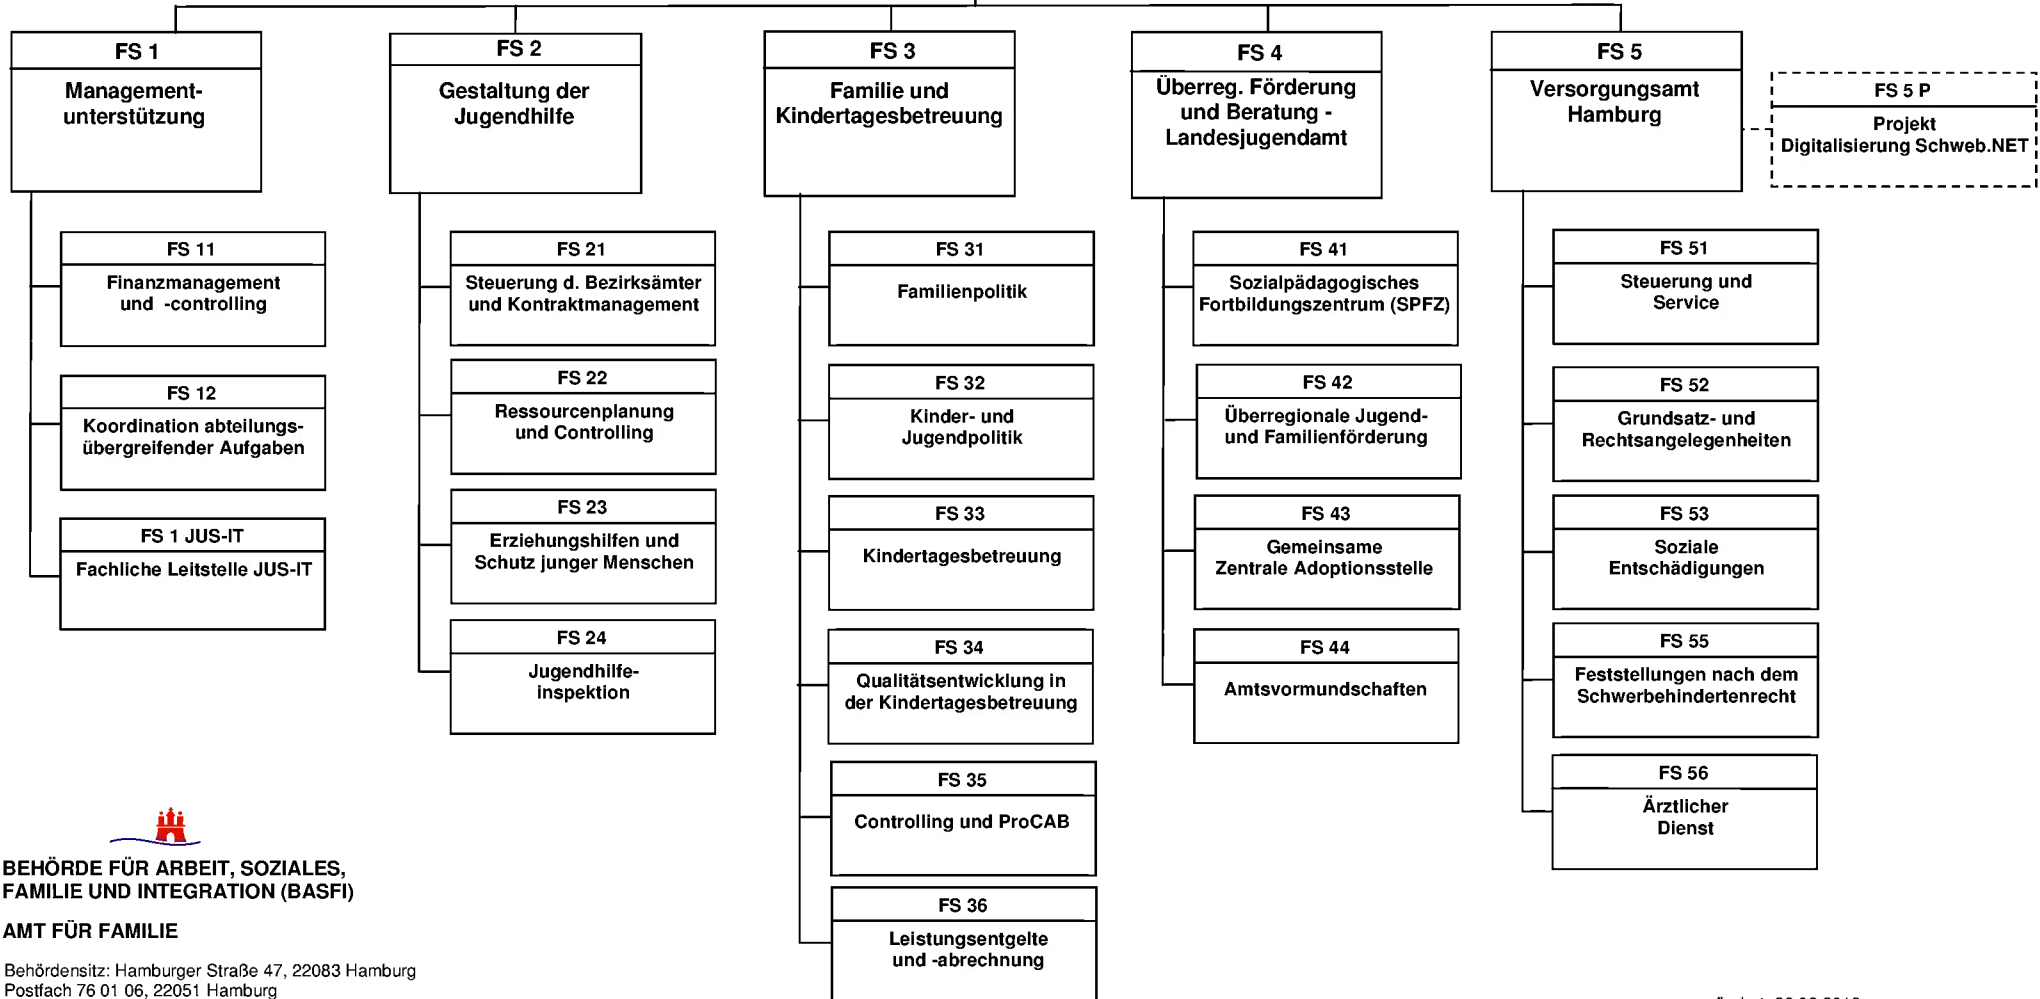 FS 1
Management-
unterstützung
FS 11
Finanzmanagement
und -controlling
FS 12
Koordination abteilungs-
übergreifender Aufgaben
FS 1 JUS-IT
Fachliche Leitstelle JUS-IT
FS 2
Gestaltung der
Jugendhilfe
FS 21
Steuerung d. Bezirksämter
und Kontraktmanagement
FS 22
Ressourcenplanung
und Controlling
FS 23
Erziehungshilfen und
Schutz junger Menschen
FS 24
Jugendhilfe-
inspektion
FS 3
Familie und
Kindertagesbetreuung
FS 31
Familienpolitik
FS 32
Kinder- und
Jugendpolitik
FS 33
Kindertagesbetreuung
FS 34
Qualitätsentwicklung in
der Kindertagesbetreuung
FS 35
Controlling und ProCAB
FS 36
Leistungsentgelte
und -abrechnung
FS 4
Überreg. Förderung
und Beratung -
Landesjugendamt
FS 41
Sozialpädagogisches
Fortbildungszentrum (SPFZ)
FS 42
Überregionale Jugend-
und Familienförderung
FS 43
Gemeinsame
Zentrale Adoptionsstelle
FS 44
Amtsvormundschaften
FS 5
Versorgungsamt
Hamburg
FS 5 P
Projekt
Digitalisierung Schweb.NET
FS 51
Steuerung und
Service
FS 52
Grundsatz- und
Rechtsangelegenheiten
FS 53
Soziale
Entschädigungen
FS 55
Feststellungen nach dem
Schwerbehindertenrecht
FS 56
Ärztlicher
Dienst
BEHÖRDE FÜR ARBEIT, SOZIALES,
FAMILIE UND INTEGRATION (BASFI)
AMT FÜR FAMILIE
Behördensitz: Hamburger Straße 47, 22083 Hamburg
Postfach 76 01 06, 22051 Hamburg